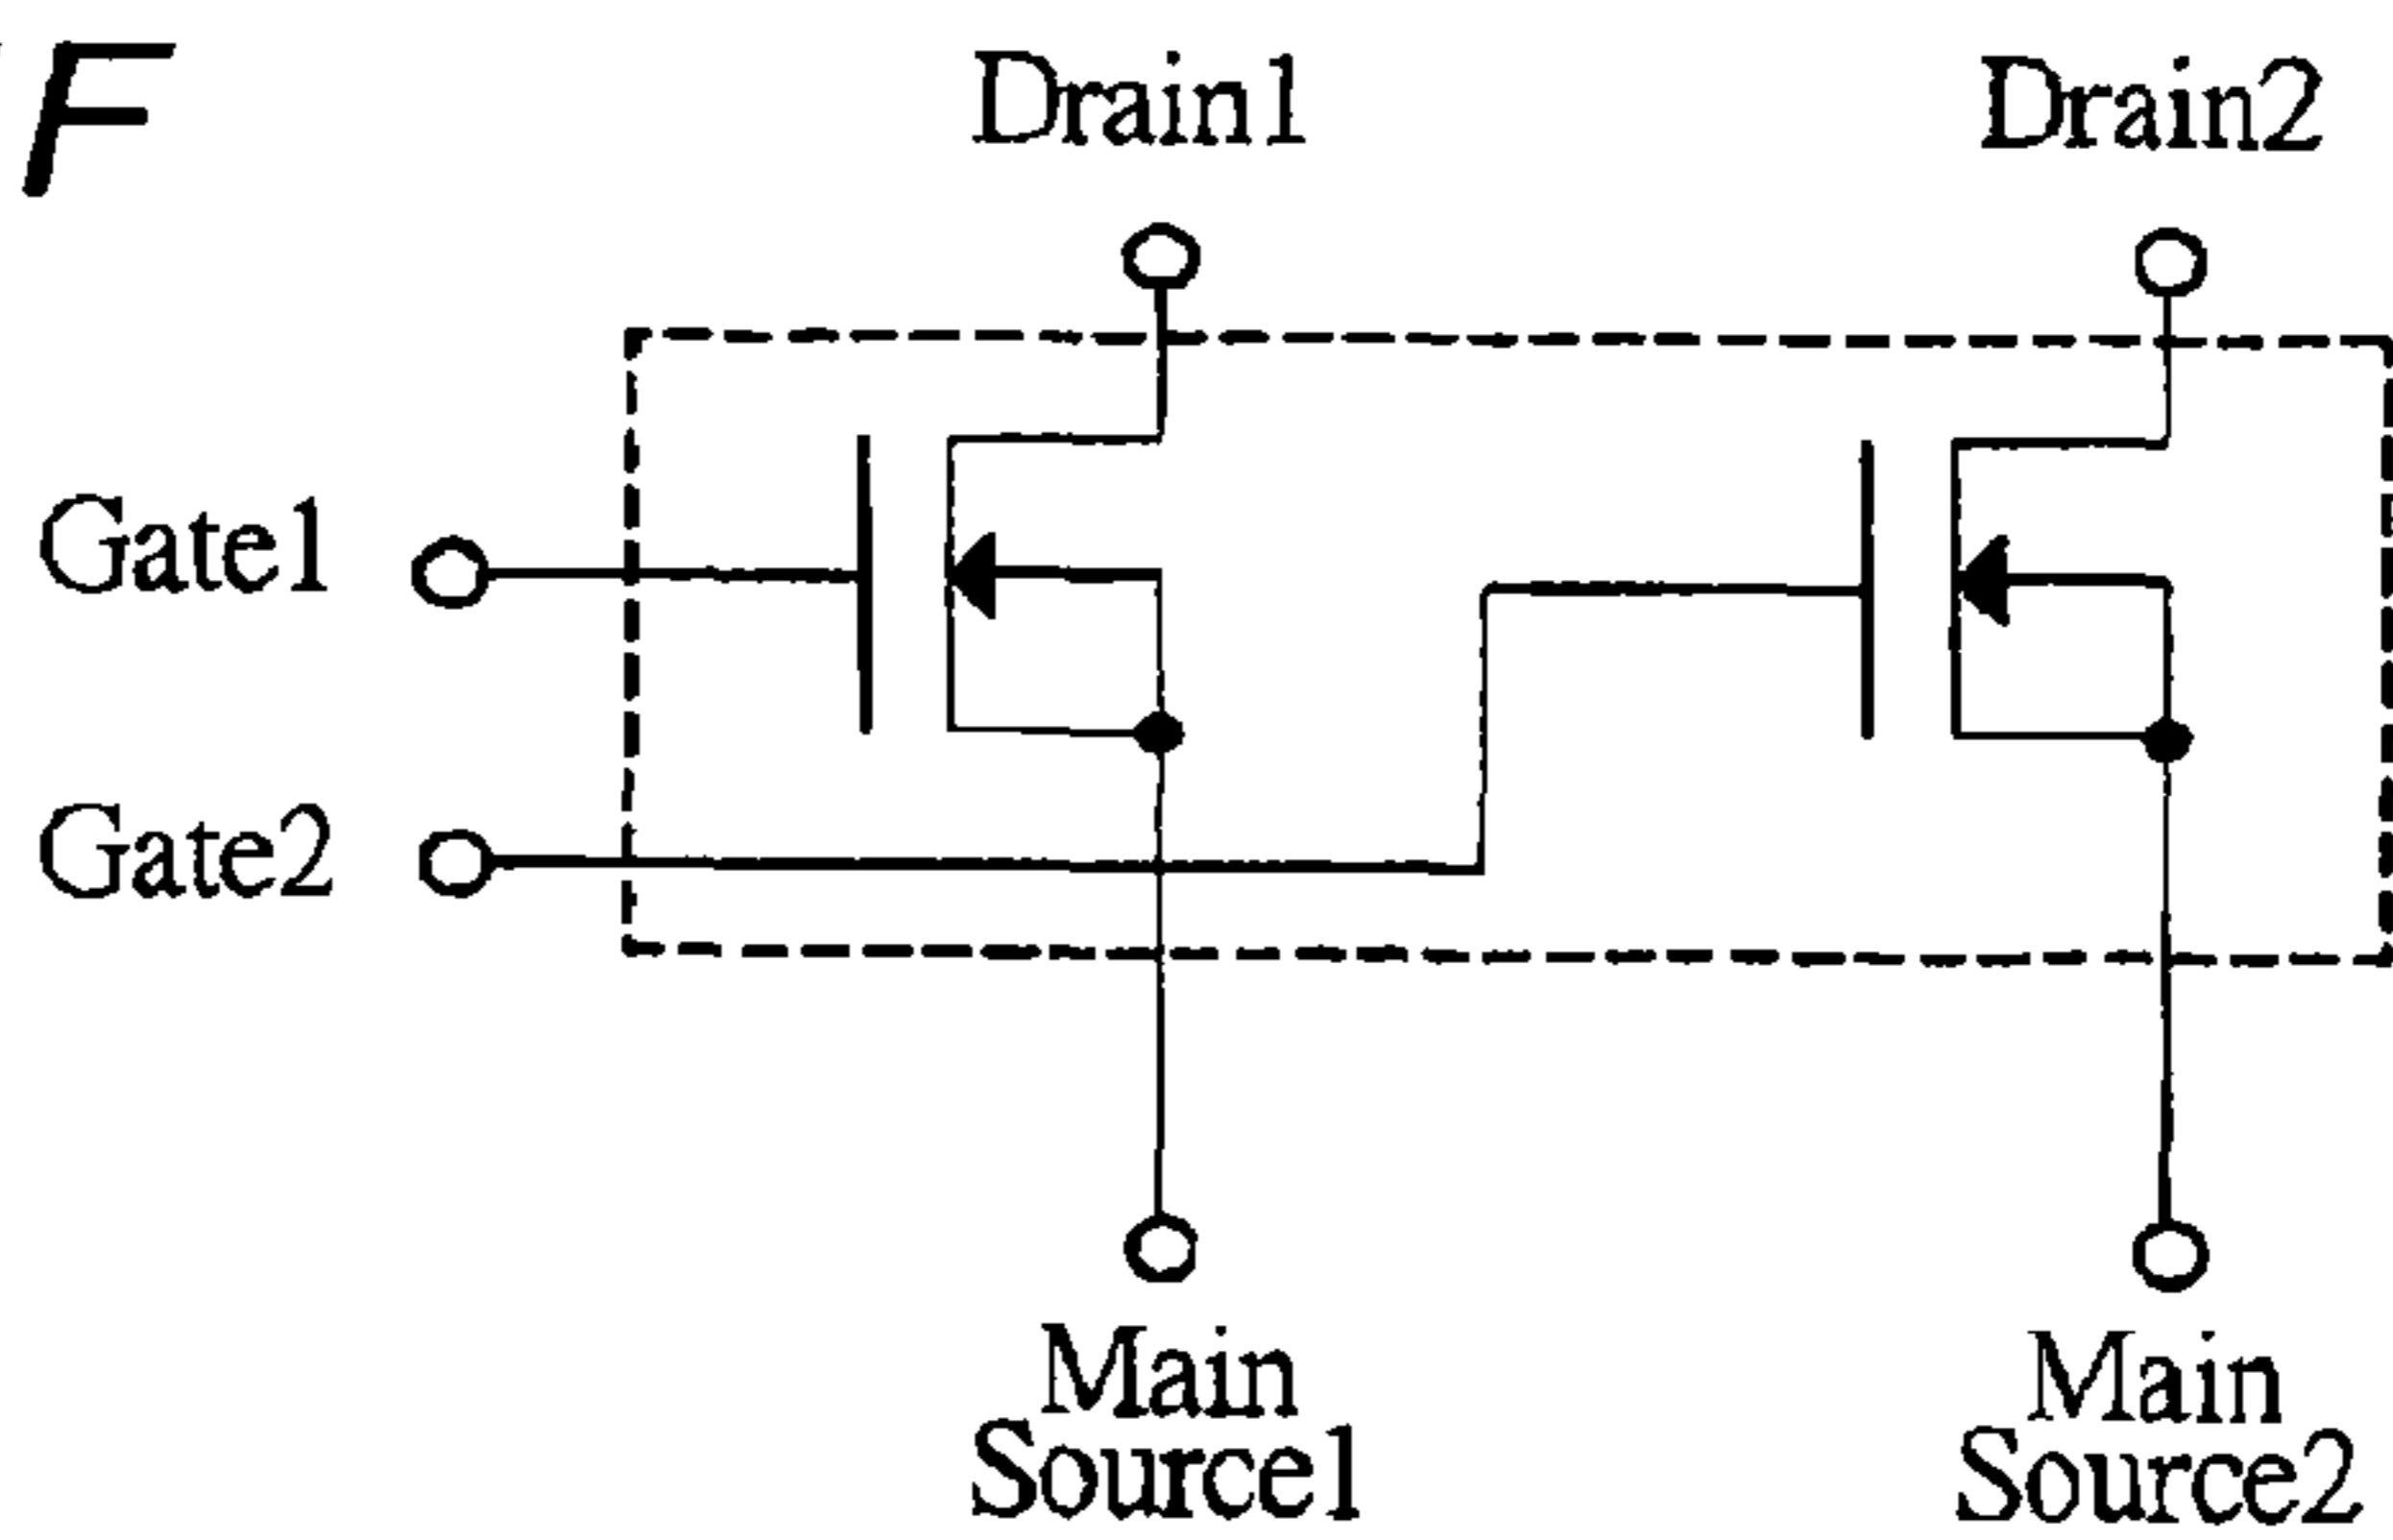 F
Drain1
Drain2
Gate1
Gate2
Main
Source1
Main
Source2